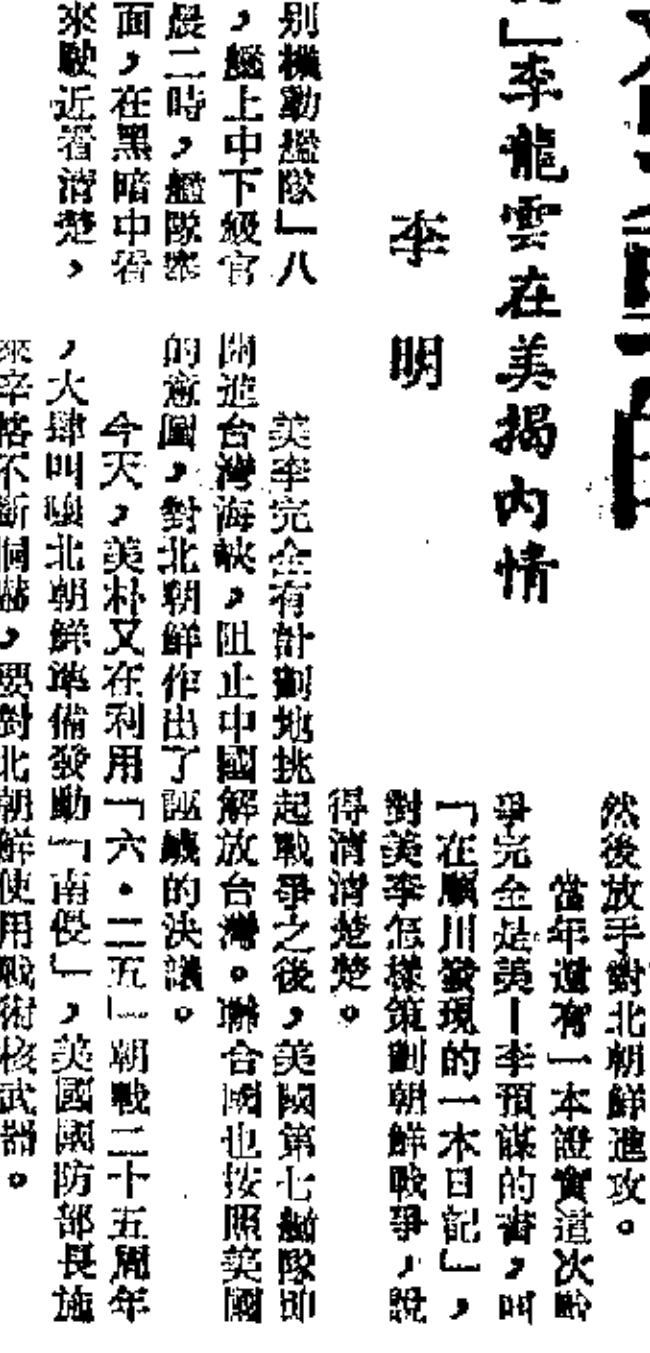 」李龍雲在美揭內情
李明
別機動艦隊」八
，艦上中下級官
晨二時，艦隊
面，在黑暗中看
來駛近看清楚，
然後放手對北朝鮮進攻。
當年還有一本證實這次戰
爭完全是美－李預謀的書，叫
「在順川發現的一本日記」，
對美李怎樣策劃朝鮮戰爭，說
得清清楚楚。
美李完全有計劃地挑起戰爭之後，美國第七艦隊即
開進台灣海峽，阻止中國解放台灣。聯合國也按照美國
的意圖，對北朝鮮作出了誣衊的決議。
今天，美朴又在利用「六・二五」朝戰二十五周年
，大肆叫嚷北朝鮮準備發動「南侵」，美國國防部長施
來辛格不斷恫嚇，要對北朝鮮使用戰術核武器。